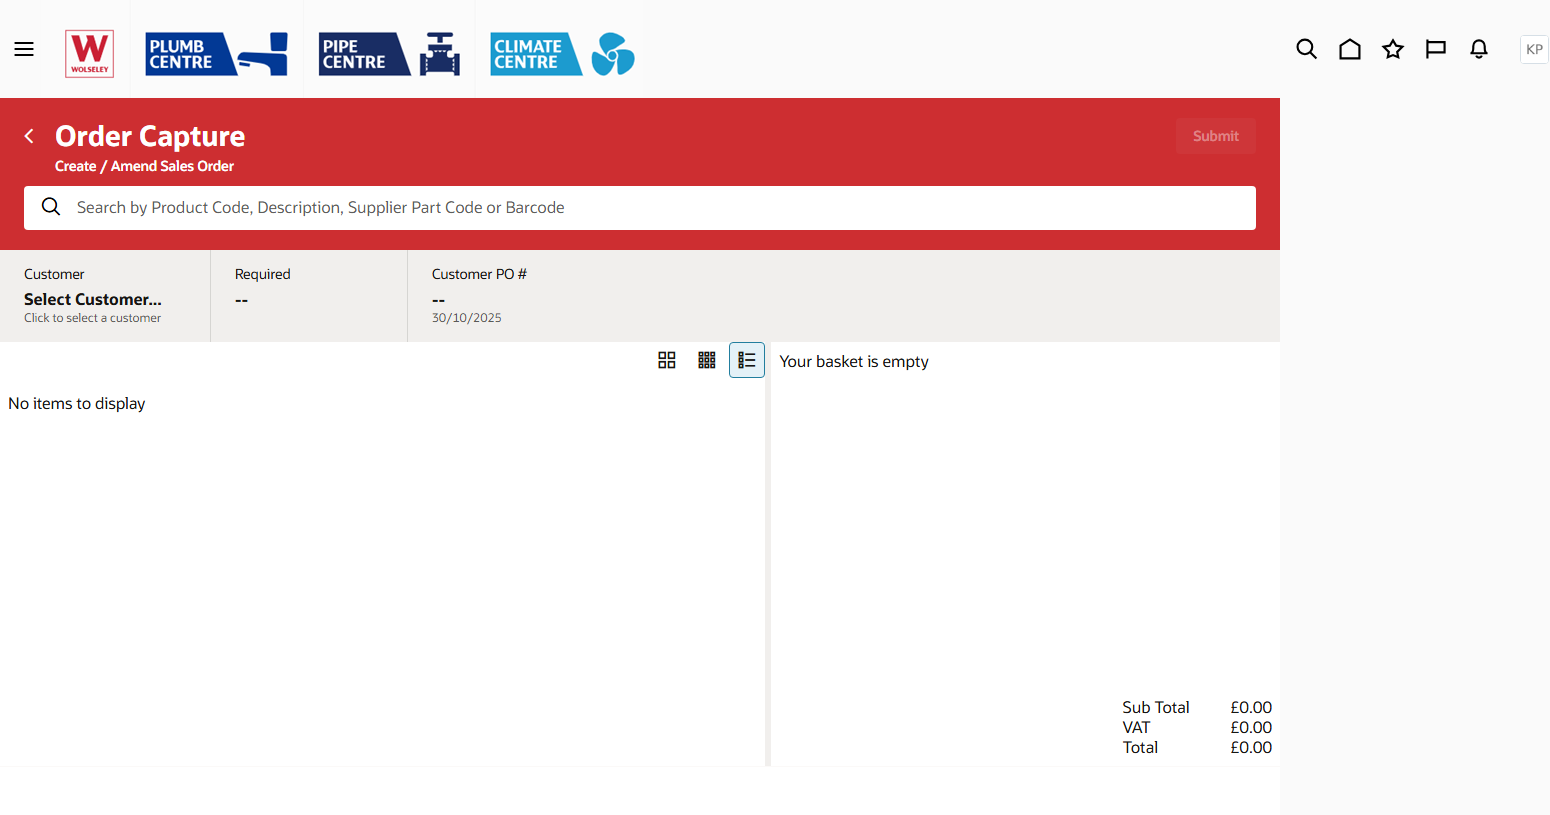 W
WOLSELEY
PLUMB
CENTRE
PIPE
CENTRE
CLIMATE
CENTRE
KP
Order Capture
Submit
Create / Amend Sales Order
Search by Product Code, Description, Supplier Part Code or Barcode
Customer
Select Customer...
Click to select a customer
Required
--
Customer PO #
--
30/10/2025
Your basket is empty
No items to display
Sub Total £0.00
VAT £0.00
Total £0.00